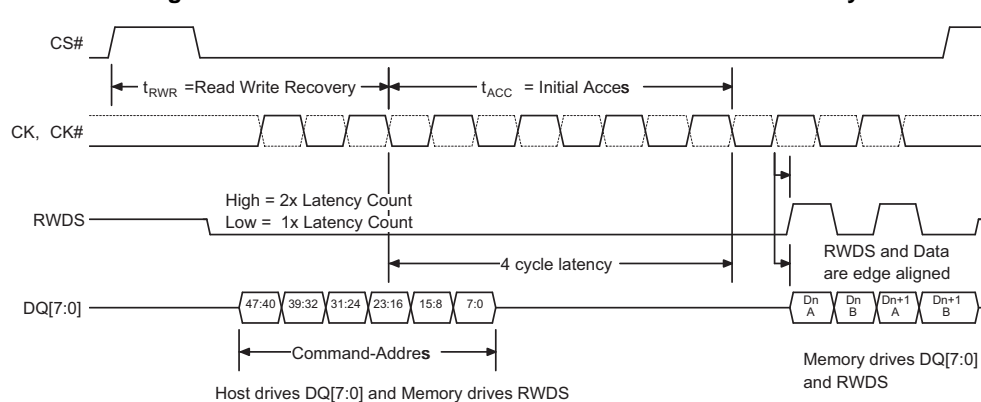 CS#
tRWR =Read Write Recovery
tACC = Initial Acces
CK, CK#
High = 2x Latency Count
Low = 1x Latency Count
RWDS
4 cycle latency
RWDS and Data
are edge aligned
DQ[7:0]
47:40 39:32 31:24 23:16 15:8 7:0
Dn A Dn B Dn+1 A Dn+1 B
Command-Addres
Host drives DQ[7:0] and Memory drives RWDS
Memory drives DQ[7:0]
and RWDS